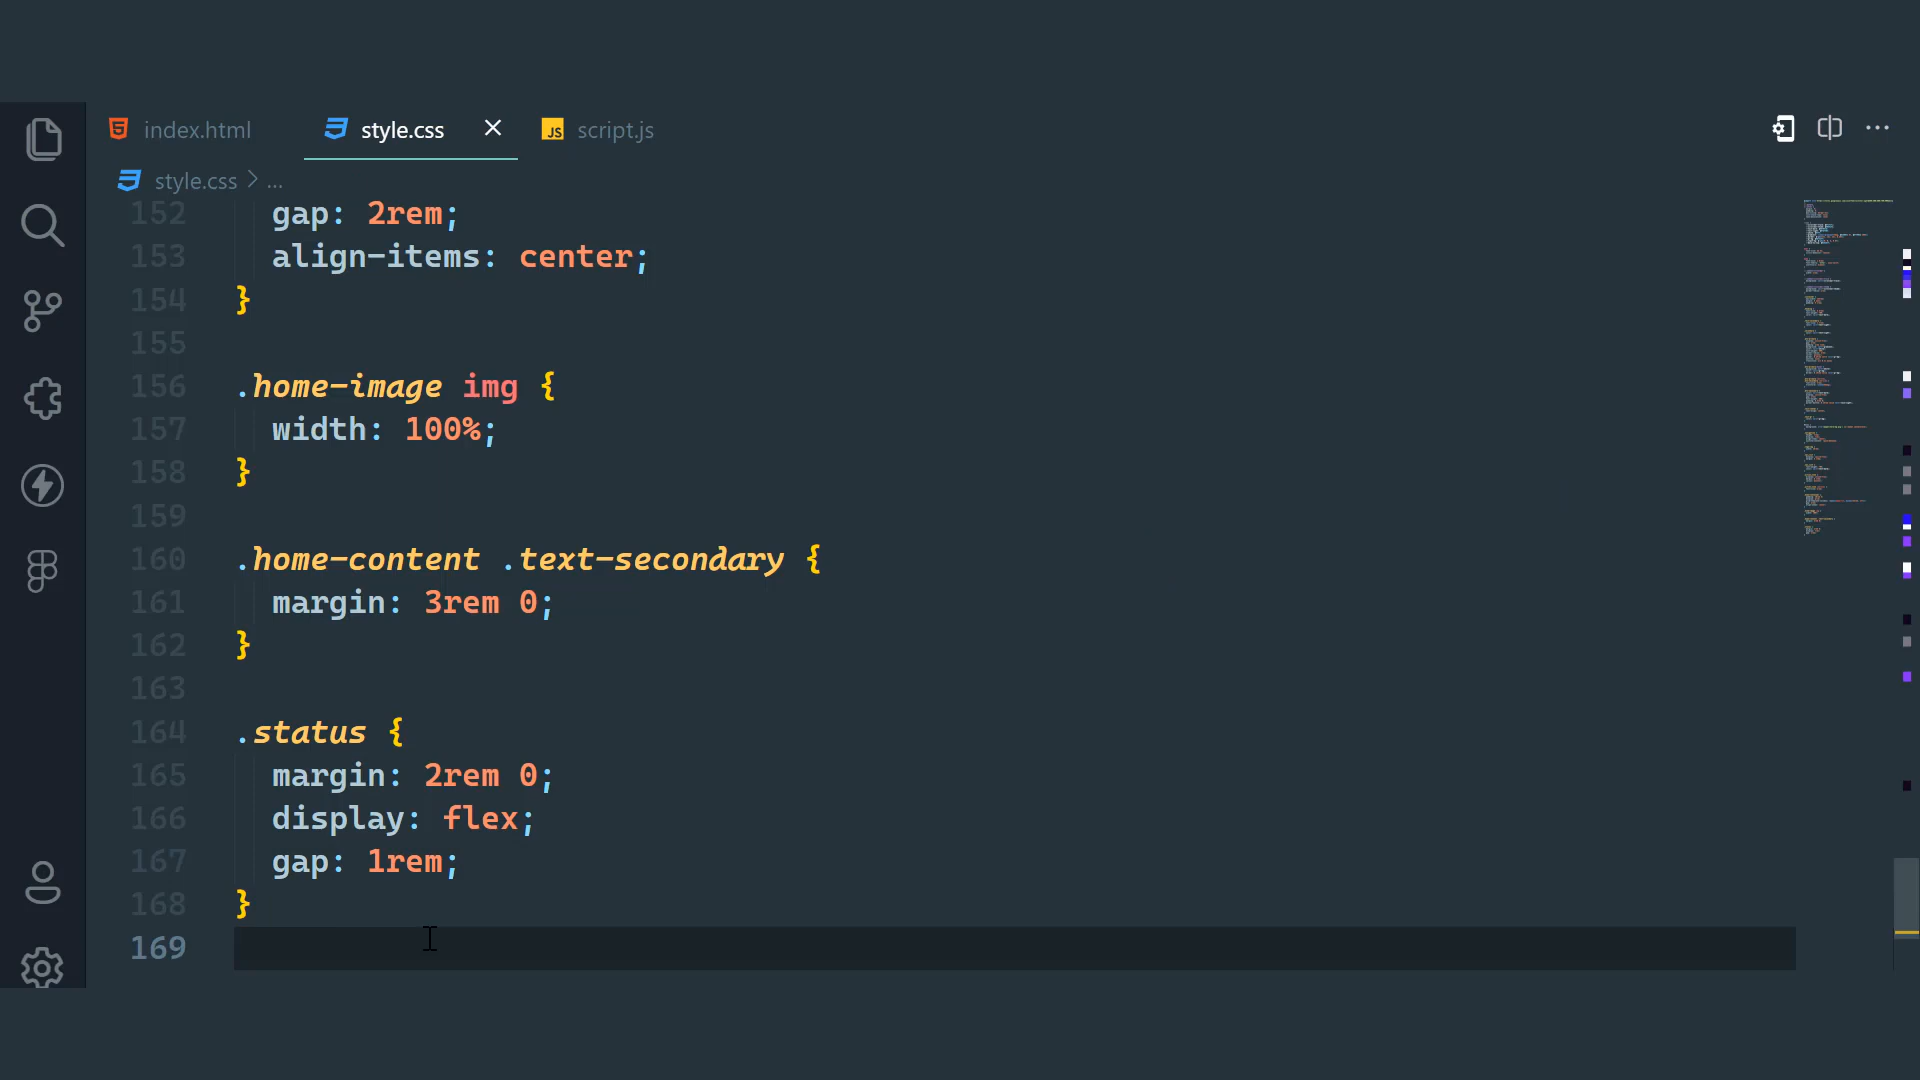 index.html
style.css
JS script.js
style.css > ...
152 gap: 2rem;
153 align-items: center;
154 }
155
156 .home-image img {
157 width: 100%;
158 }
159
160 .home-content .text-secondary {
161 margin: 3rem 0;
162 }
163
164 .status {
165 margin: 2rem 0;
166 display: flex;
167 gap: 1rem;
168 }
169